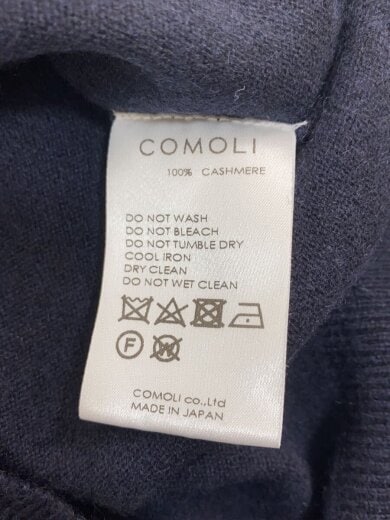 COMOLI
100% CASHMERE
DO NOT WASH
DO NOT BLEACH
DO NOT TUMBLE DRY
COOL IRON
DRY CLEAN
DO NOT WET CLEAN
F W
COMOLI co.,Ltd
MADE IN JAPAN